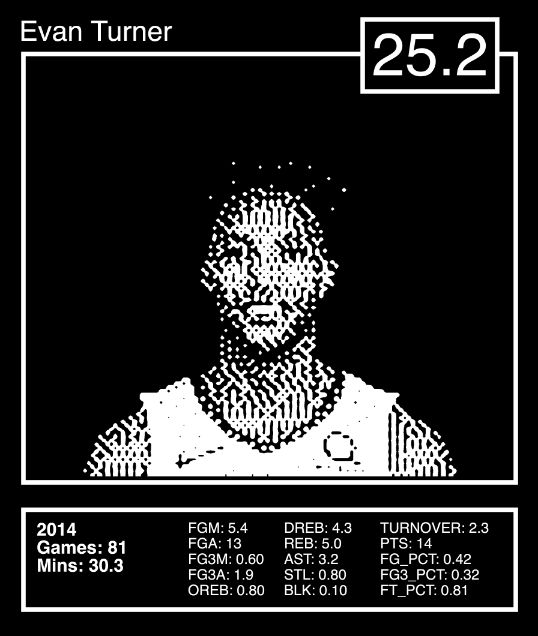 Evan Turner
25.2
2014
Games: 81
Mins: 30.3
FGM: 5.4
FGA: 13
FG3M: 0.60
FG3A: 1.9
OREB: 0.80
DREB: 4.3
REB: 5.0
AST: 3.2
STL: 0.80
BLK: 0.10
TURNOVER: 2.3
PTS: 14
FG_PCT: 0.42
FG3_PCT: 0.32
FT_PCT: 0.81